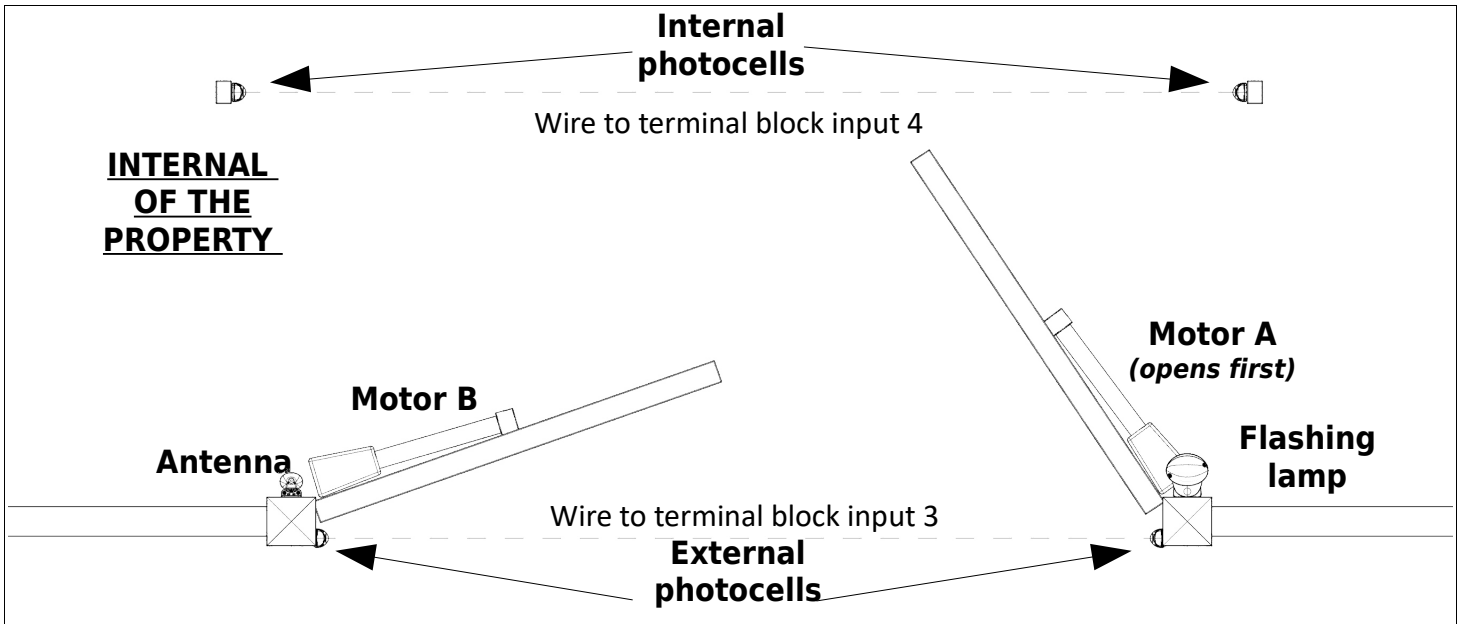 Internal
photocells
Wire to terminal block input 4
INTERNAL
OF THE
PROPERTY
Motor A
(opens first)
Motor B
Antenna
Flashing
lamp
Wire to terminal block input 3
External
photocells